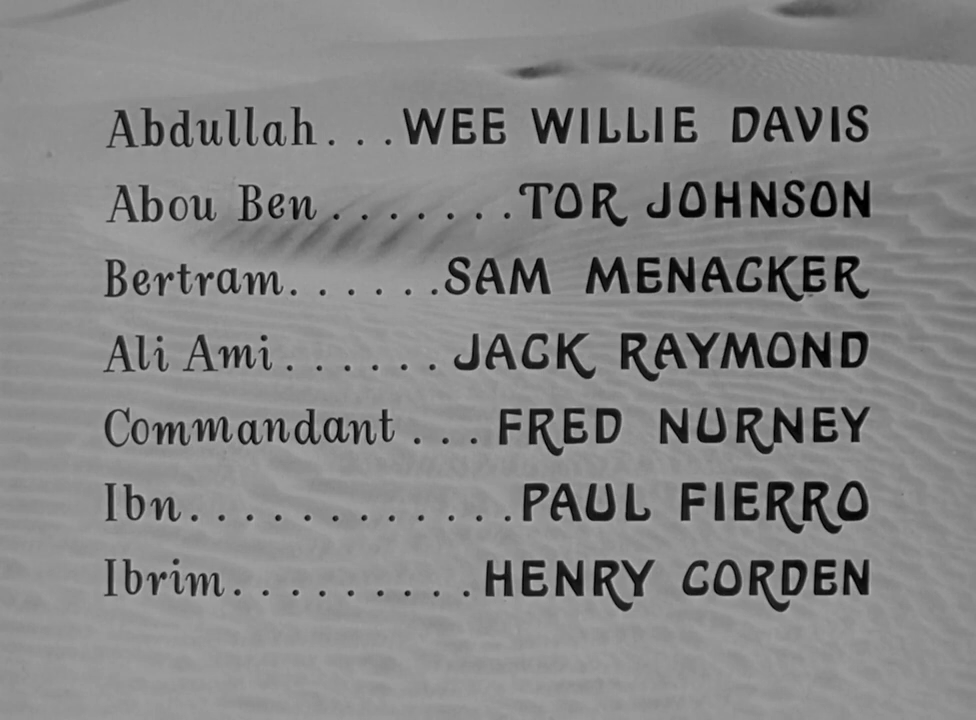 Abdullah...WEE WILLIE DAVIS
Abou Ben.......TOR JOHNSON
Bertram......SAM MENACKER
Ali Ami......JACK RAYMOND
Commandant...FRED NURNEY
Ibn............PAUL FIERRO
Ibrim.........HENRY CORDEN